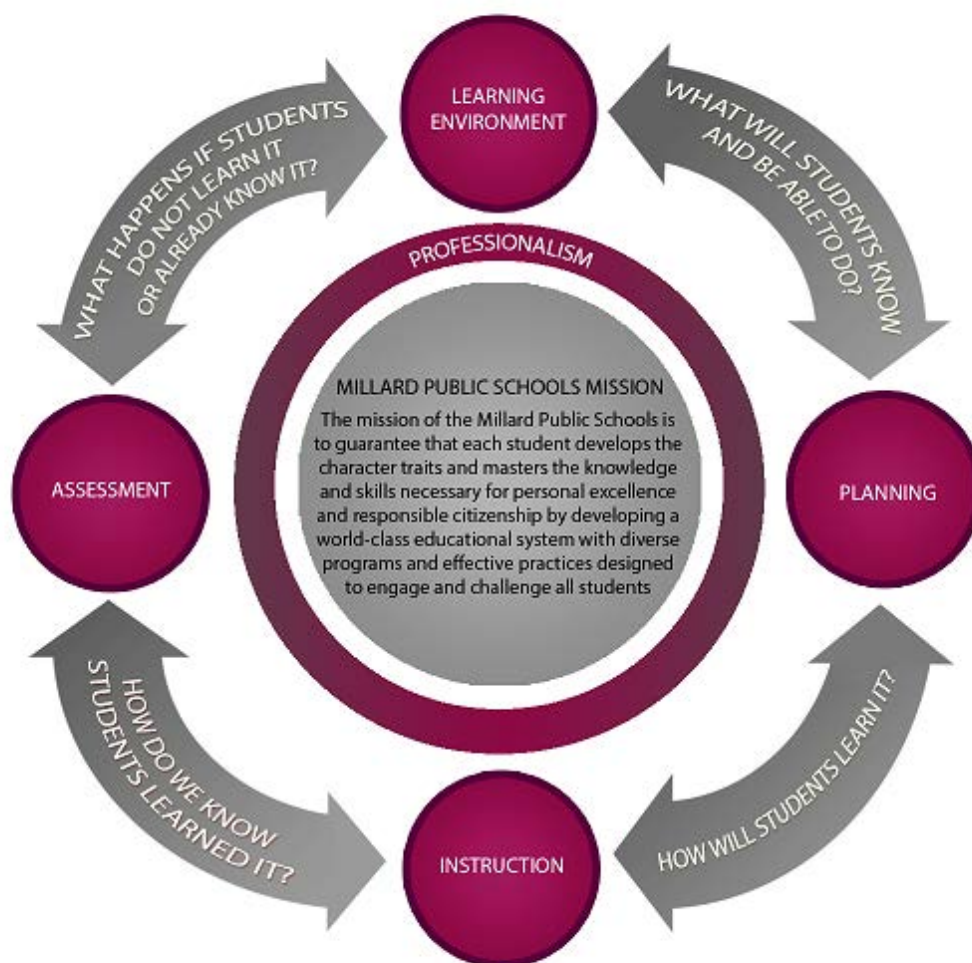 LEARNING
ENVIRONMENT
WHAT WILL STUDENTS KNOW
AND BE ABLE TO DO?
PLANNING
HOW WILL STUDENTS LEARN IT?
INSTRUCTION
HOW DO WE KNOW
STUDENTS LEARNED IT?
ASSESSMENT
WHAT HAPPENS IF STUDENTS
DO NOT LEARN IT
OR ALREADY KNOW IT?
PROFESSIONALISM
MILLARD PUBLIC SCHOOLS MISSION
The mission of the Millard Public Schools is
to guarantee that each student develops the
character traits and masters the knowledge
and skills necessary for personal excellence
and responsible citizenship by developing a
world-class educational system with diverse
programs and effective practices designed
to engage and challenge all students